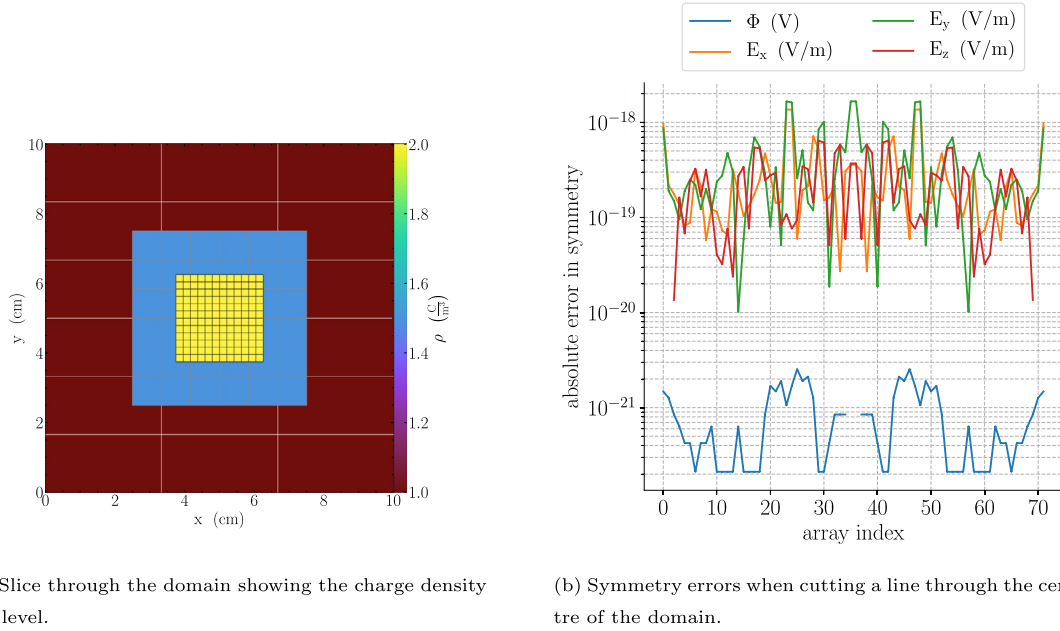 Φ (V)
E_x (V/m)
E_y (V/m)
E_z (V/m)
10
8
6
4
2
0
y (cm)
0 2 4 6 8 10
x (cm)
2.0
1.8
1.6
1.4
1.2
1.0
ρ (C/m³)
10⁻¹⁸
10⁻¹⁹
10⁻²⁰
10⁻²¹
absolute error in symmetry
0 10 20 30 40 50 60 70
array index
Slice through the domain showing the charge density
level.
(b) Symmetry errors when cutting a line through the cen
tre of the domain.